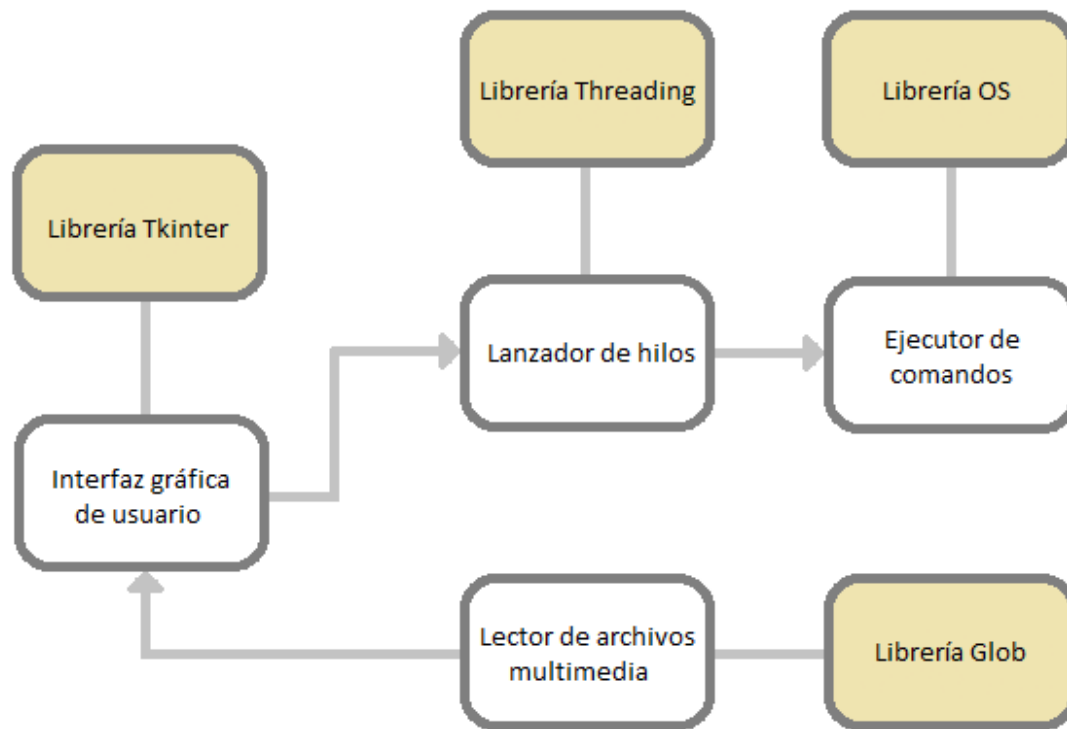 Librería Threading
Librería OS
Librería Tkinter
Lanzador de hilos
Ejecutor de
comandos
Interfaz gráfica
de usuario
Lector de archivos
multimedia
Librería Glob